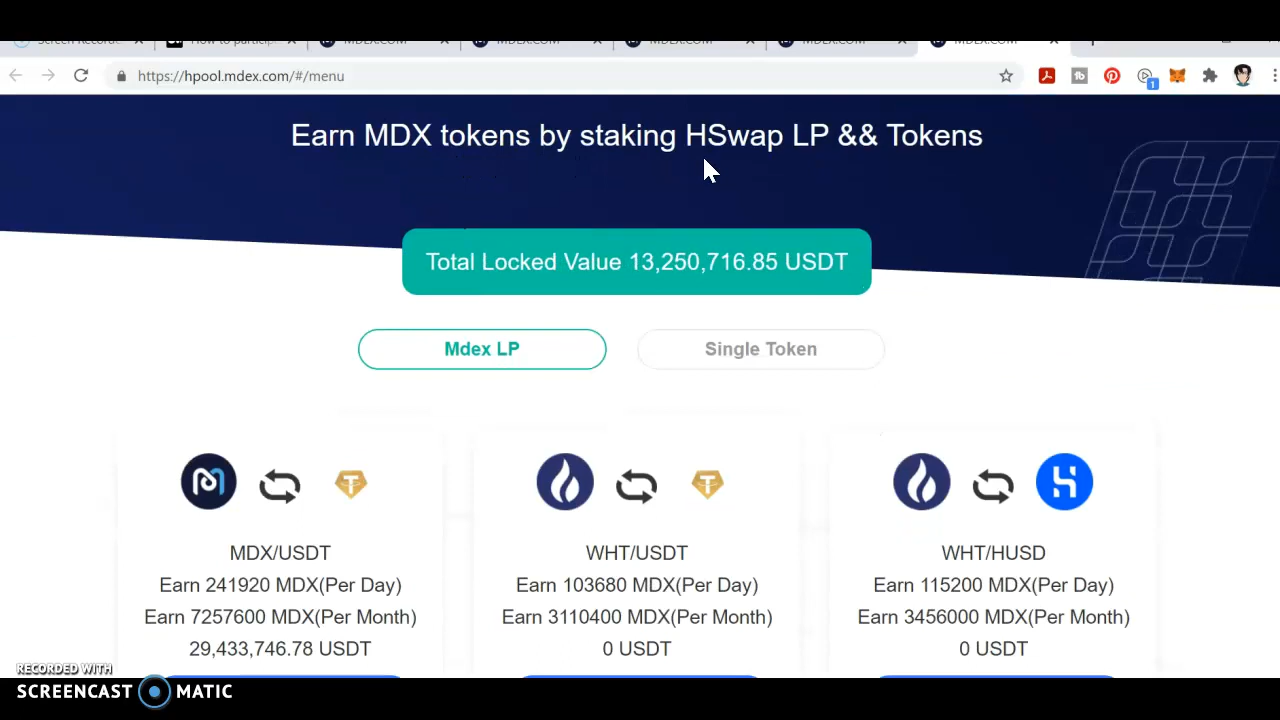 https://hpool.mdex.com/#/menu
1
Earn MDX tokens by staking HSwap LP && Tokens
Total Locked Value 13,250,716.85 USDT
Mdex LP
Single Token
MDX/USDT
Earn 241920 MDX(Per Day)
Earn 7257600 MDX(Per Month)
29,433,746.78 USDT
WHT/USDT
Earn 103680 MDX(Per Day)
Earn 3110400 MDX(Per Month)
0 USDT
WHT/HUSD
Earn 115200 MDX(Per Day)
Earn 3456000 MDX(Per Month)
0 USDT
RECORDED WITH
SCREENCAST MATIC